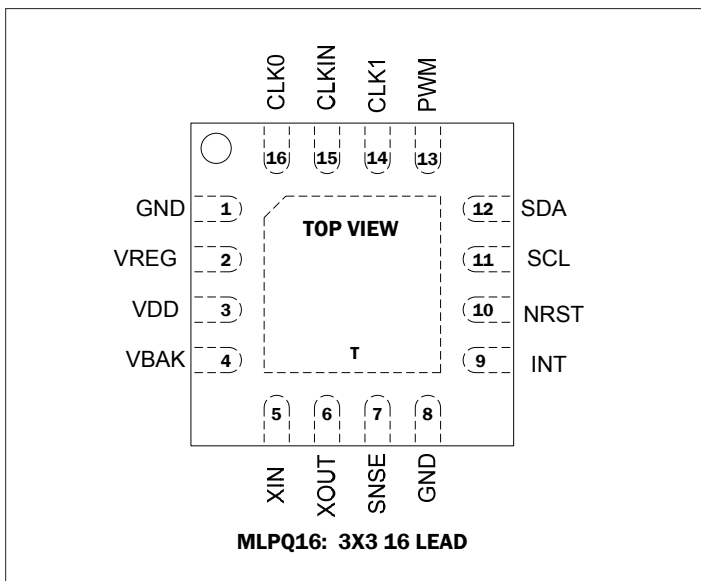 CLK0
CLKIN
CLK1
PWM
16
15
14
13
GND 1
12 SDA
TOP VIEW
VREG 2
11 SCL
VDD 3
10 NRST
VBAK 4
T
9 INT
5
6
7
8
XIN
XOUT
SNSE
GND
MLPQ16: 3X3 16 LEAD